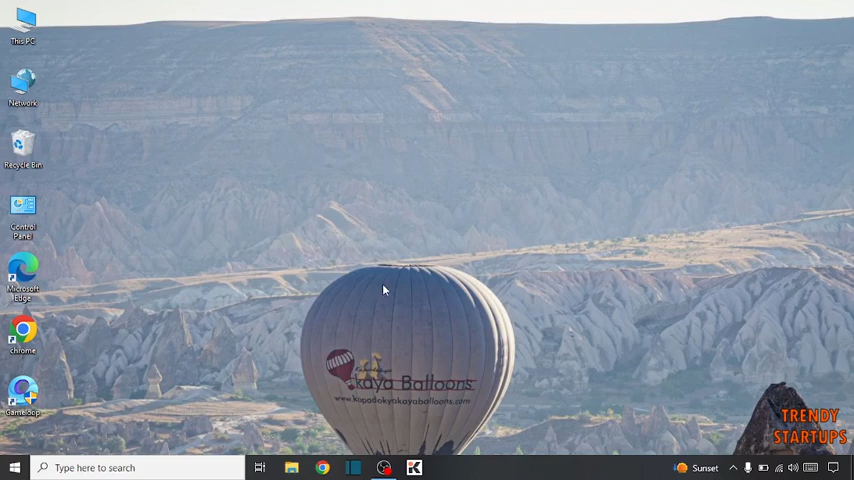 This PC
Network
Recycle Bin
Control
Panel
Microsoft
Edge
chrome
Gameloop
kaya Balloons
www.kapadokyakayaballoons.com
TRENDY
STARTUPS
Type here to search
K
Sunset